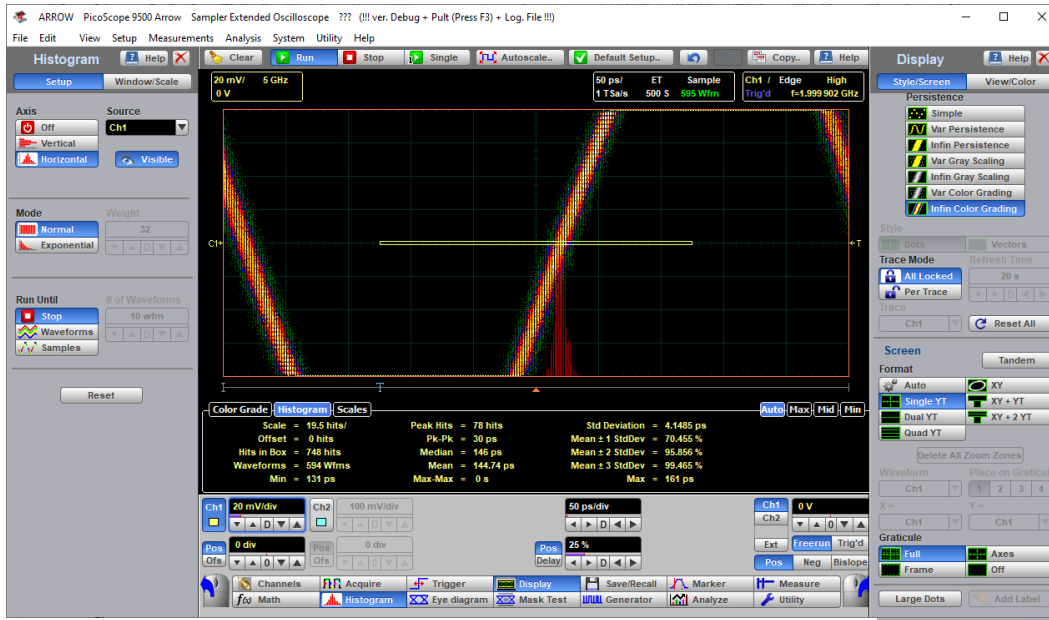 ARROW PicoScope 9500 Arrow Sampler Extended Oscilloscope ??? (!!! ver. Debug + Pult (Press F3) + Log. File !!!)
File Edit View Setup Measurements Analysis System Utility Help
Histogram Help
Setup Window/Scale
Axis Source
Off Ch1
Vertical
Horizontal Visible
Mode Weight
Normal 32
Exponential D
Run Until # of Waveforms
Stop 10 wfm
Waveforms D
Samples
Reset
Clear Run Stop Single Autoscale.. Default Setup.. Copy.. Help
20 mV/ 5 GHz
0 V
50 ps/ ET Sample
1 TSa/s 500 S 595 Wfm
Ch1 / Edge High
Trig'd f=1.999 902 GHz
C1 T
T
Color Grade Histogram Scales Auto Max Mid Min
Scale = 19.5 hits/ Peak Hits = 78 hits Std Deviation = 4.1485 ps
Offset = 0 hits Pk-Pk = 30 ps Mean ± 1 StdDev = 70.455 %
Hits in Box = 748 hits Median = 146 ps Mean ± 2 StdDev = 95.856 %
Waveforms = 594 Wfms Mean = 144.74 ps Mean ± 3 StdDev = 99.465 %
Min = 131 ps Max-Max = 0 s Max = 161 ps
Ch1 20 mV/div Ch2 100 mV/div 50 ps/div Ch1 0 V
D D D Ch2 0
Pos 0 div Pos 0 div Pos 25 % Ext Freerun Trig'd
Ofs 0 Ofs 0 Delay D Pos Neg Bislope
Channels Acquire Trigger Display Save/Recall Marker Measure
f(x) Math Histogram Eye diagram Mask Test Generator Analyze Utility
Display Help
Style/Screen View/Color
Persistence
Simple
Var Persistence
Infin Persistence
Var Gray Scaling
Infin Gray Scaling
Var Color Grading
Infin Color Grading
Style
Dots Vectors
Trace Mode Refresh Time
All Locked 20 s
Per Trace D
Trace
Ch1 Reset All
Screen
Tandem
Format
Auto XY
Single YT XY + YT
Dual YT XY + 2 YT
Quad YT
Delete All Zoom Zones
Waveform Place on Graticul
Ch1 1 2 3 4
X = Y =
Ch1 Ch1
Graticule
Full Axes
Frame Off
Large Dots Add Label